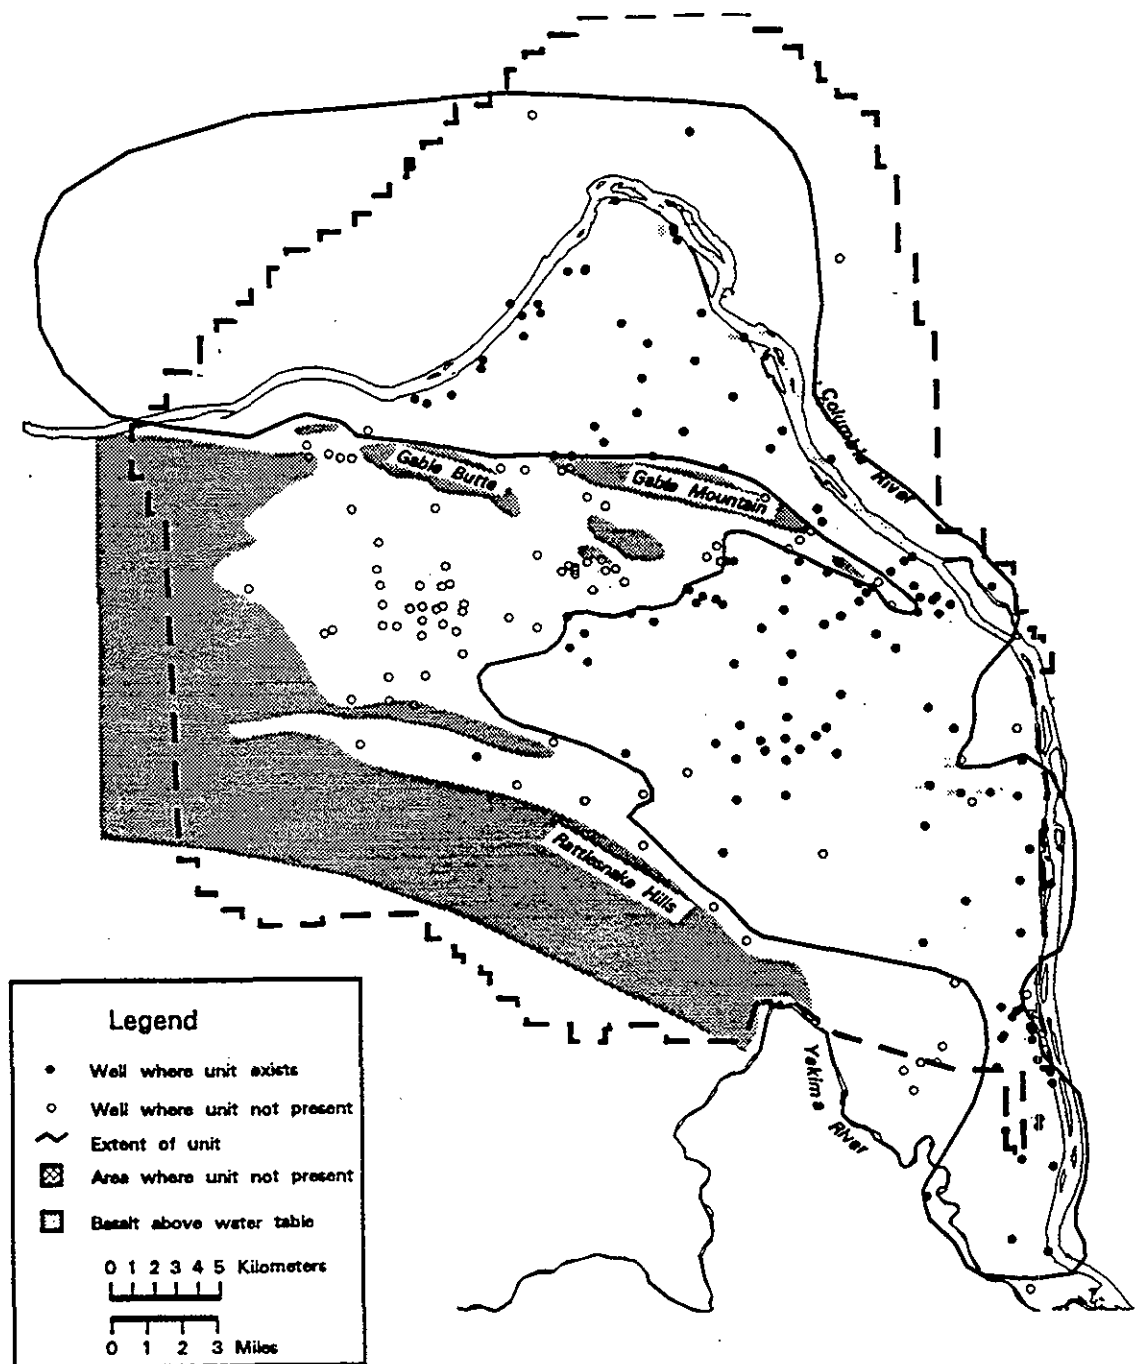 Columbia River
Gable Butte
Gable Mountain
Rattlesnake Hills
Yakima River
Legend
Well where unit exists
Well where unit not present
Extent of unit
Area where unit not present
Basalt above water table
0 1 2 3 4 5 Kilometers
0 1 2 3 Miles